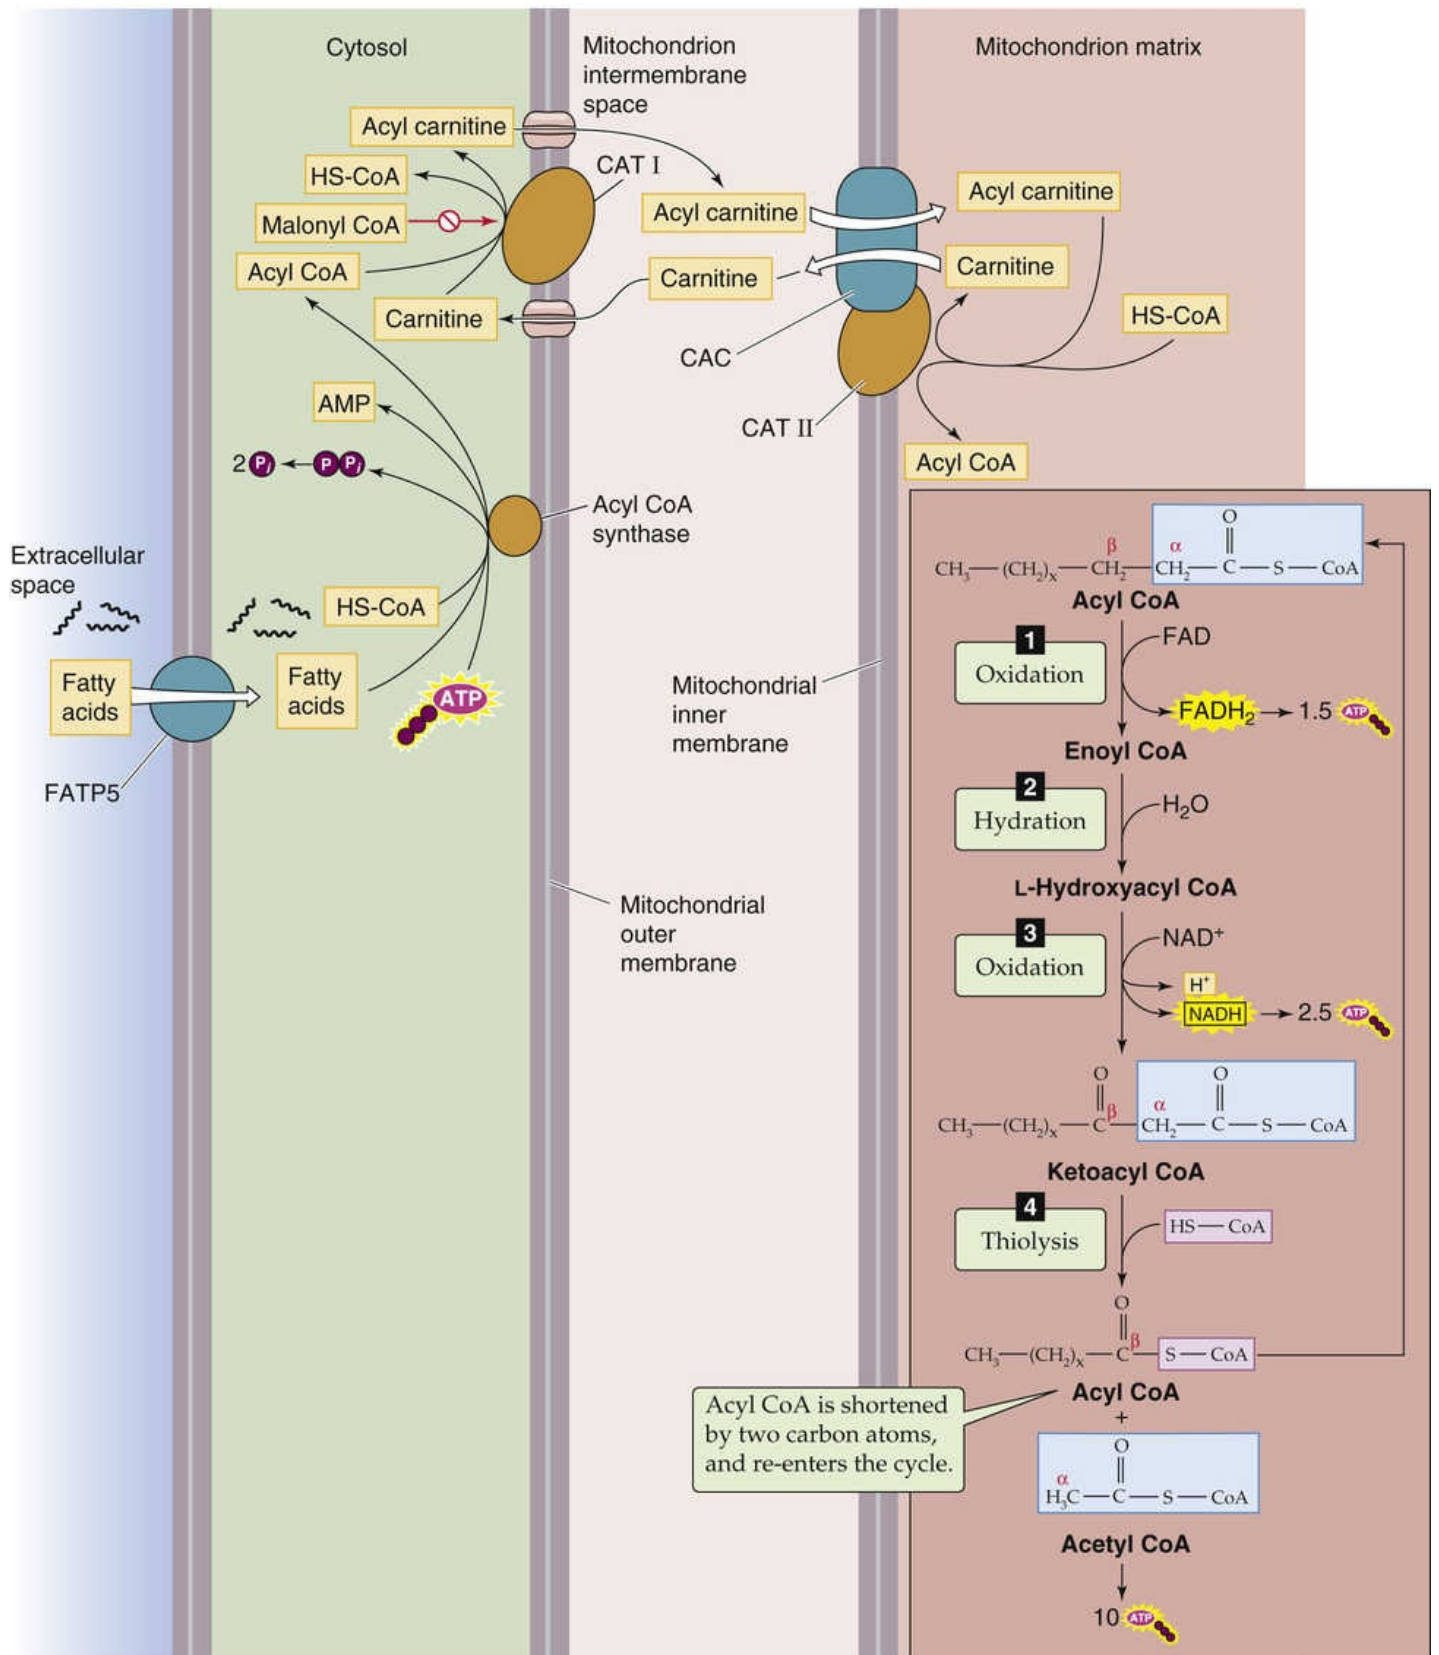 Cytosol
Mitochondrion
intermembrane
space
Mitochondrion matrix
Acyl carnitine
HS-CoA
Malonyl CoA
Acyl CoA
Carnitine
CAT I
Acyl carnitine
Carnitine
Acyl carnitine
Carnitine
HS-CoA
CAC
CAT II
Acyl CoA
AMP
2 Pi
P Pi
Acyl CoA
synthase
Extracellular
space
HS-CoA
Fatty
acids
Fatty
acids
ATP
FATP5
Mitochondrial
inner
membrane
Mitochondrial
outer
membrane
O
β α
CH₃—(CH₂)ₓ—CH₂—CH₂—C—S—CoA
Acyl CoA
1
Oxidation
FAD
FADH₂
1.5 ATP
Enoyl CoA
2
Hydration
H₂O
L-Hydroxyacyl CoA
3
Oxidation
NAD⁺
H⁺
NADH
2.5 ATP
O O
β α
CH₃—(CH₂)ₓ—C—CH₂—C—S—CoA
Ketoacyl CoA
4
Thiolysis
HS—CoA
O
β
CH₃—(CH₂)ₓ—C—S—CoA
Acyl CoA
+
Acyl CoA is shortened
by two carbon atoms,
and re-enters the cycle.
O
α
H₃C—C—S—CoA
Acetyl CoA
10 ATP